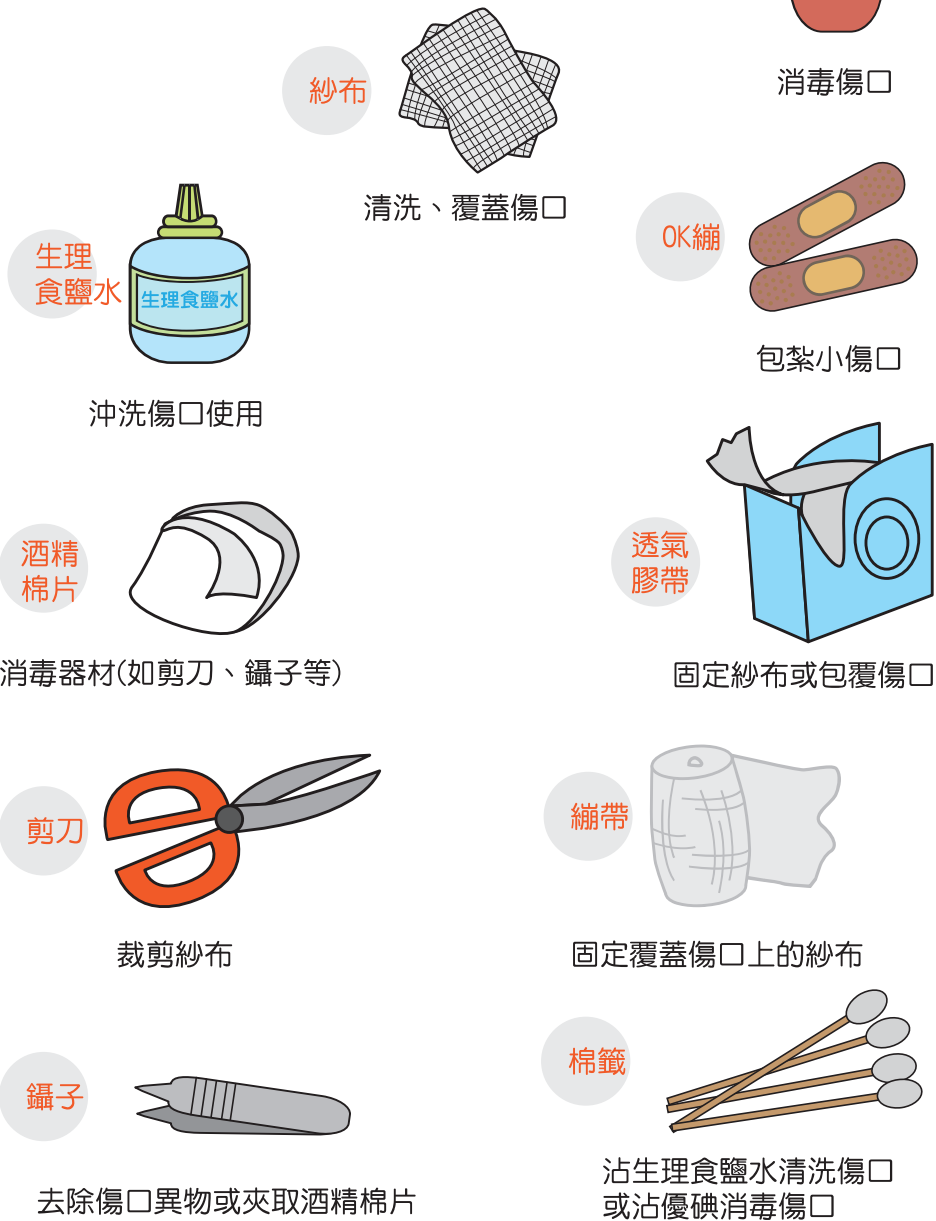 消毒傷口
紗布
清洗、覆蓋傷口
生理
食鹽水
生理食鹽水
沖洗傷口使用
OK繃
包紮小傷口
酒精
棉片
消毒器材(如剪刀、鑷子等)
透氣
膠帶
固定紗布或包覆傷口
剪刀
裁剪紗布
繃帶
固定覆蓋傷口上的紗布
鑷子
去除傷口異物或夾取酒精棉片
棉籤
沾生理食鹽水清洗傷口
或沾優碘消毒傷口